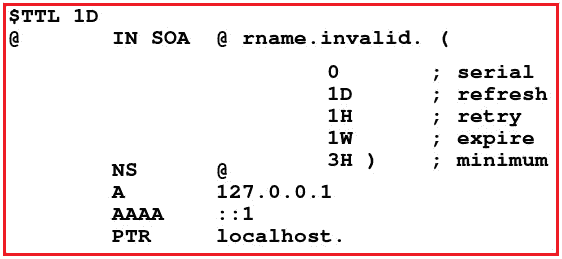 $TTL 1D
@ IN SOA @ rname.invalid. (
0 ; serial
1D ; refresh
1H ; retry
1W ; expire
3H ) ; minimum
NS @
A 127.0.0.1
AAAA ::1
PTR localhost.